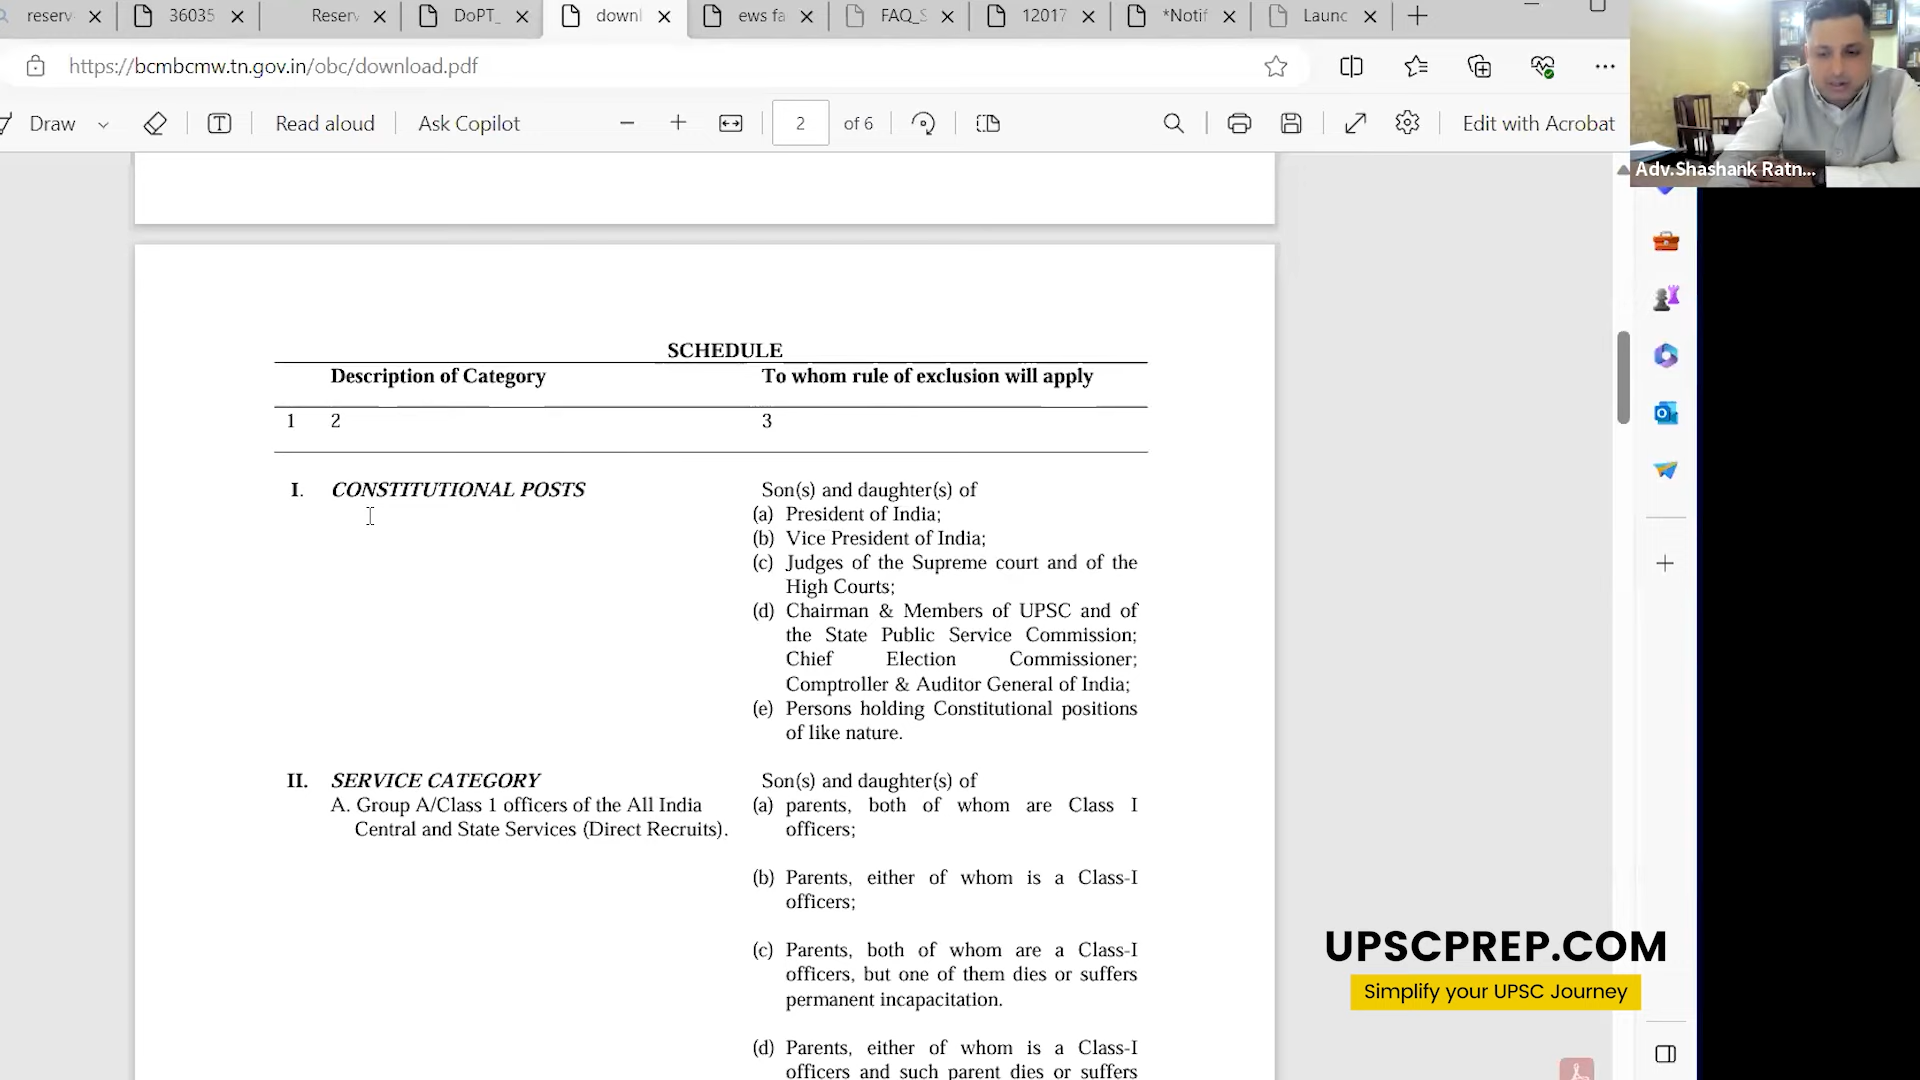 reserv
36035
Reserv
DoPT_
down
ews fa
FAQ_S
12017
*Notif
Launc
https://bcmbcmw.tn.gov.in/obc/download.pdf
Draw
Read aloud
Ask Copilot
2 of 6
Edit with Acrobat
Adv.Shashank Ratn...
SCHEDULE
Description of Category To whom rule of exclusion will apply
1 2 3
I. CONSTITUTIONAL POSTS Son(s) and daughter(s) of
(a) President of India;
(b) Vice President of India;
(c) Judges of the Supreme court and of the
High Courts;
(d) Chairman & Members of UPSC and of
the State Public Service Commission;
Chief Election Commissioner;
Comptroller & Auditor General of India;
(e) Persons holding Constitutional positions
of like nature.
II. SERVICE CATEGORY Son(s) and daughter(s) of
A. Group A/Class 1 officers of the All India (a) parents, both of whom are Class I
Central and State Services (Direct Recruits). officers;
(b) Parents, either of whom is a Class-I
officers;
(c) Parents, both of whom are a Class-I
officers, but one of them dies or suffers
permanent incapacitation.
(d) Parents, either of whom is a Class-I
officers and such parent dies or suffers
UPSCPREP.COM
Simplify your UPSC Journey